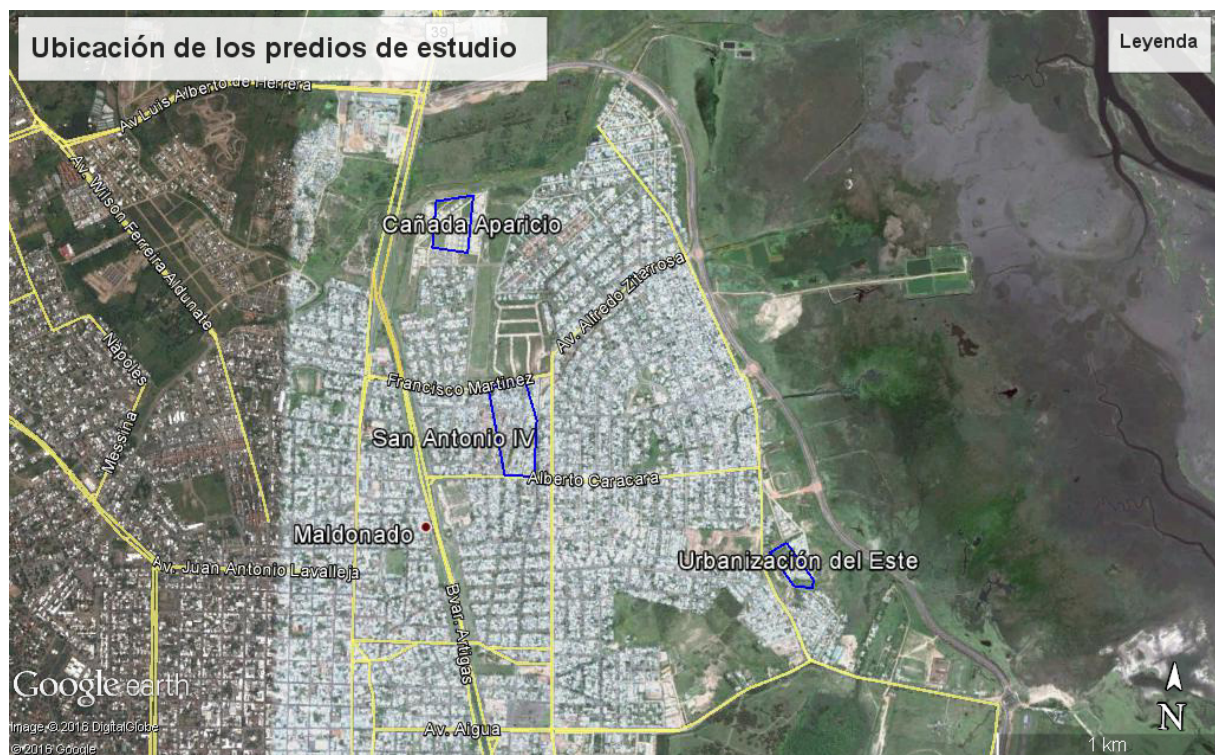 Ubicación de los predios de estudio
39
Leyenda
Av Luis Alberto de Herrera
Av. Wilson Ferreira Aldunate
Cañada Aparicio
Av. Alfredo Zitarrosa
Napoles
Messina
Francisco Martinez
San Antonio IV
Alberto Caracara
Maldonado
Urbanización del Este
Av. Juan Antonio Lavalleja
Bvar. Artigas
Av. Aigua
Google earth
Image © 2016 DigitalGlobe
© 2016 Google
N
1 km